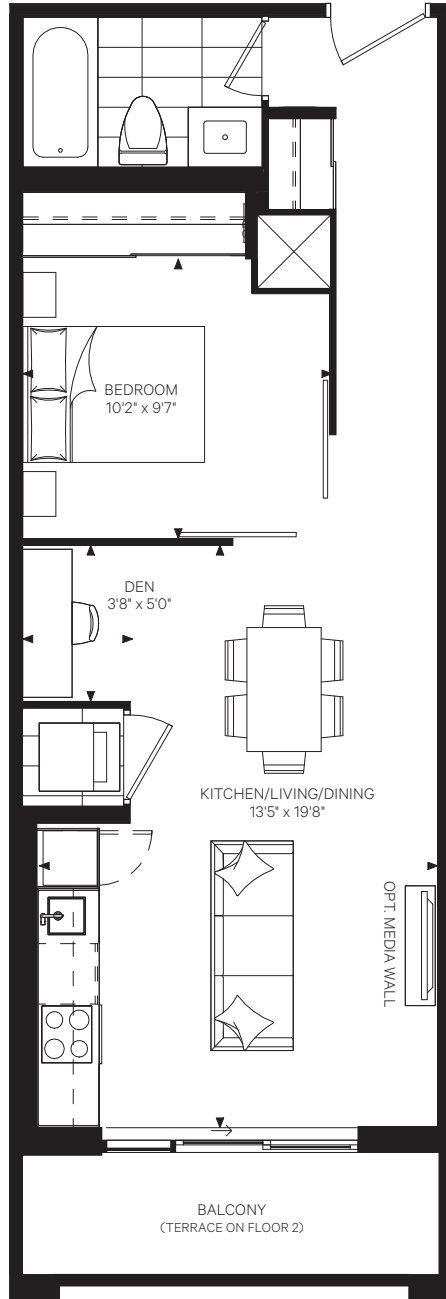 BEDROOM
10'2" x 9'7"
DEN
3'8" x 5'0"
KITCHEN/LIVING/DINING
13'5" x 19'8"
OPT. MEDIA WALL
BALCONY
(TERRACE ON FLOOR 2)